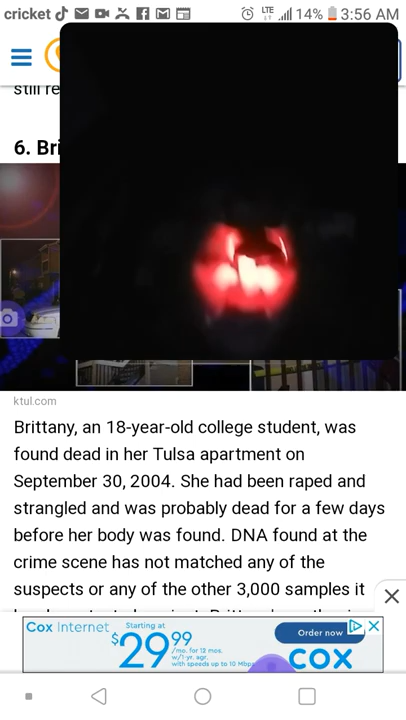 cricket LTE 14% 3:56 AM
still re
6. Bri
ktul.com
Brittany, an 18-year-old college student, was
found dead in her Tulsa apartment on
September 30, 2004. She had been raped and
strangled and was probably dead for a few days
before her body was found. DNA found at the
crime scene has not matched any of the
suspects or any of the other 3,000 samples it
Cox Internet
Starting at
$29.99
/mo. for 12 mos.
w/1-yr. agr.
with speeds up to 10 Mbps
Order now
COX